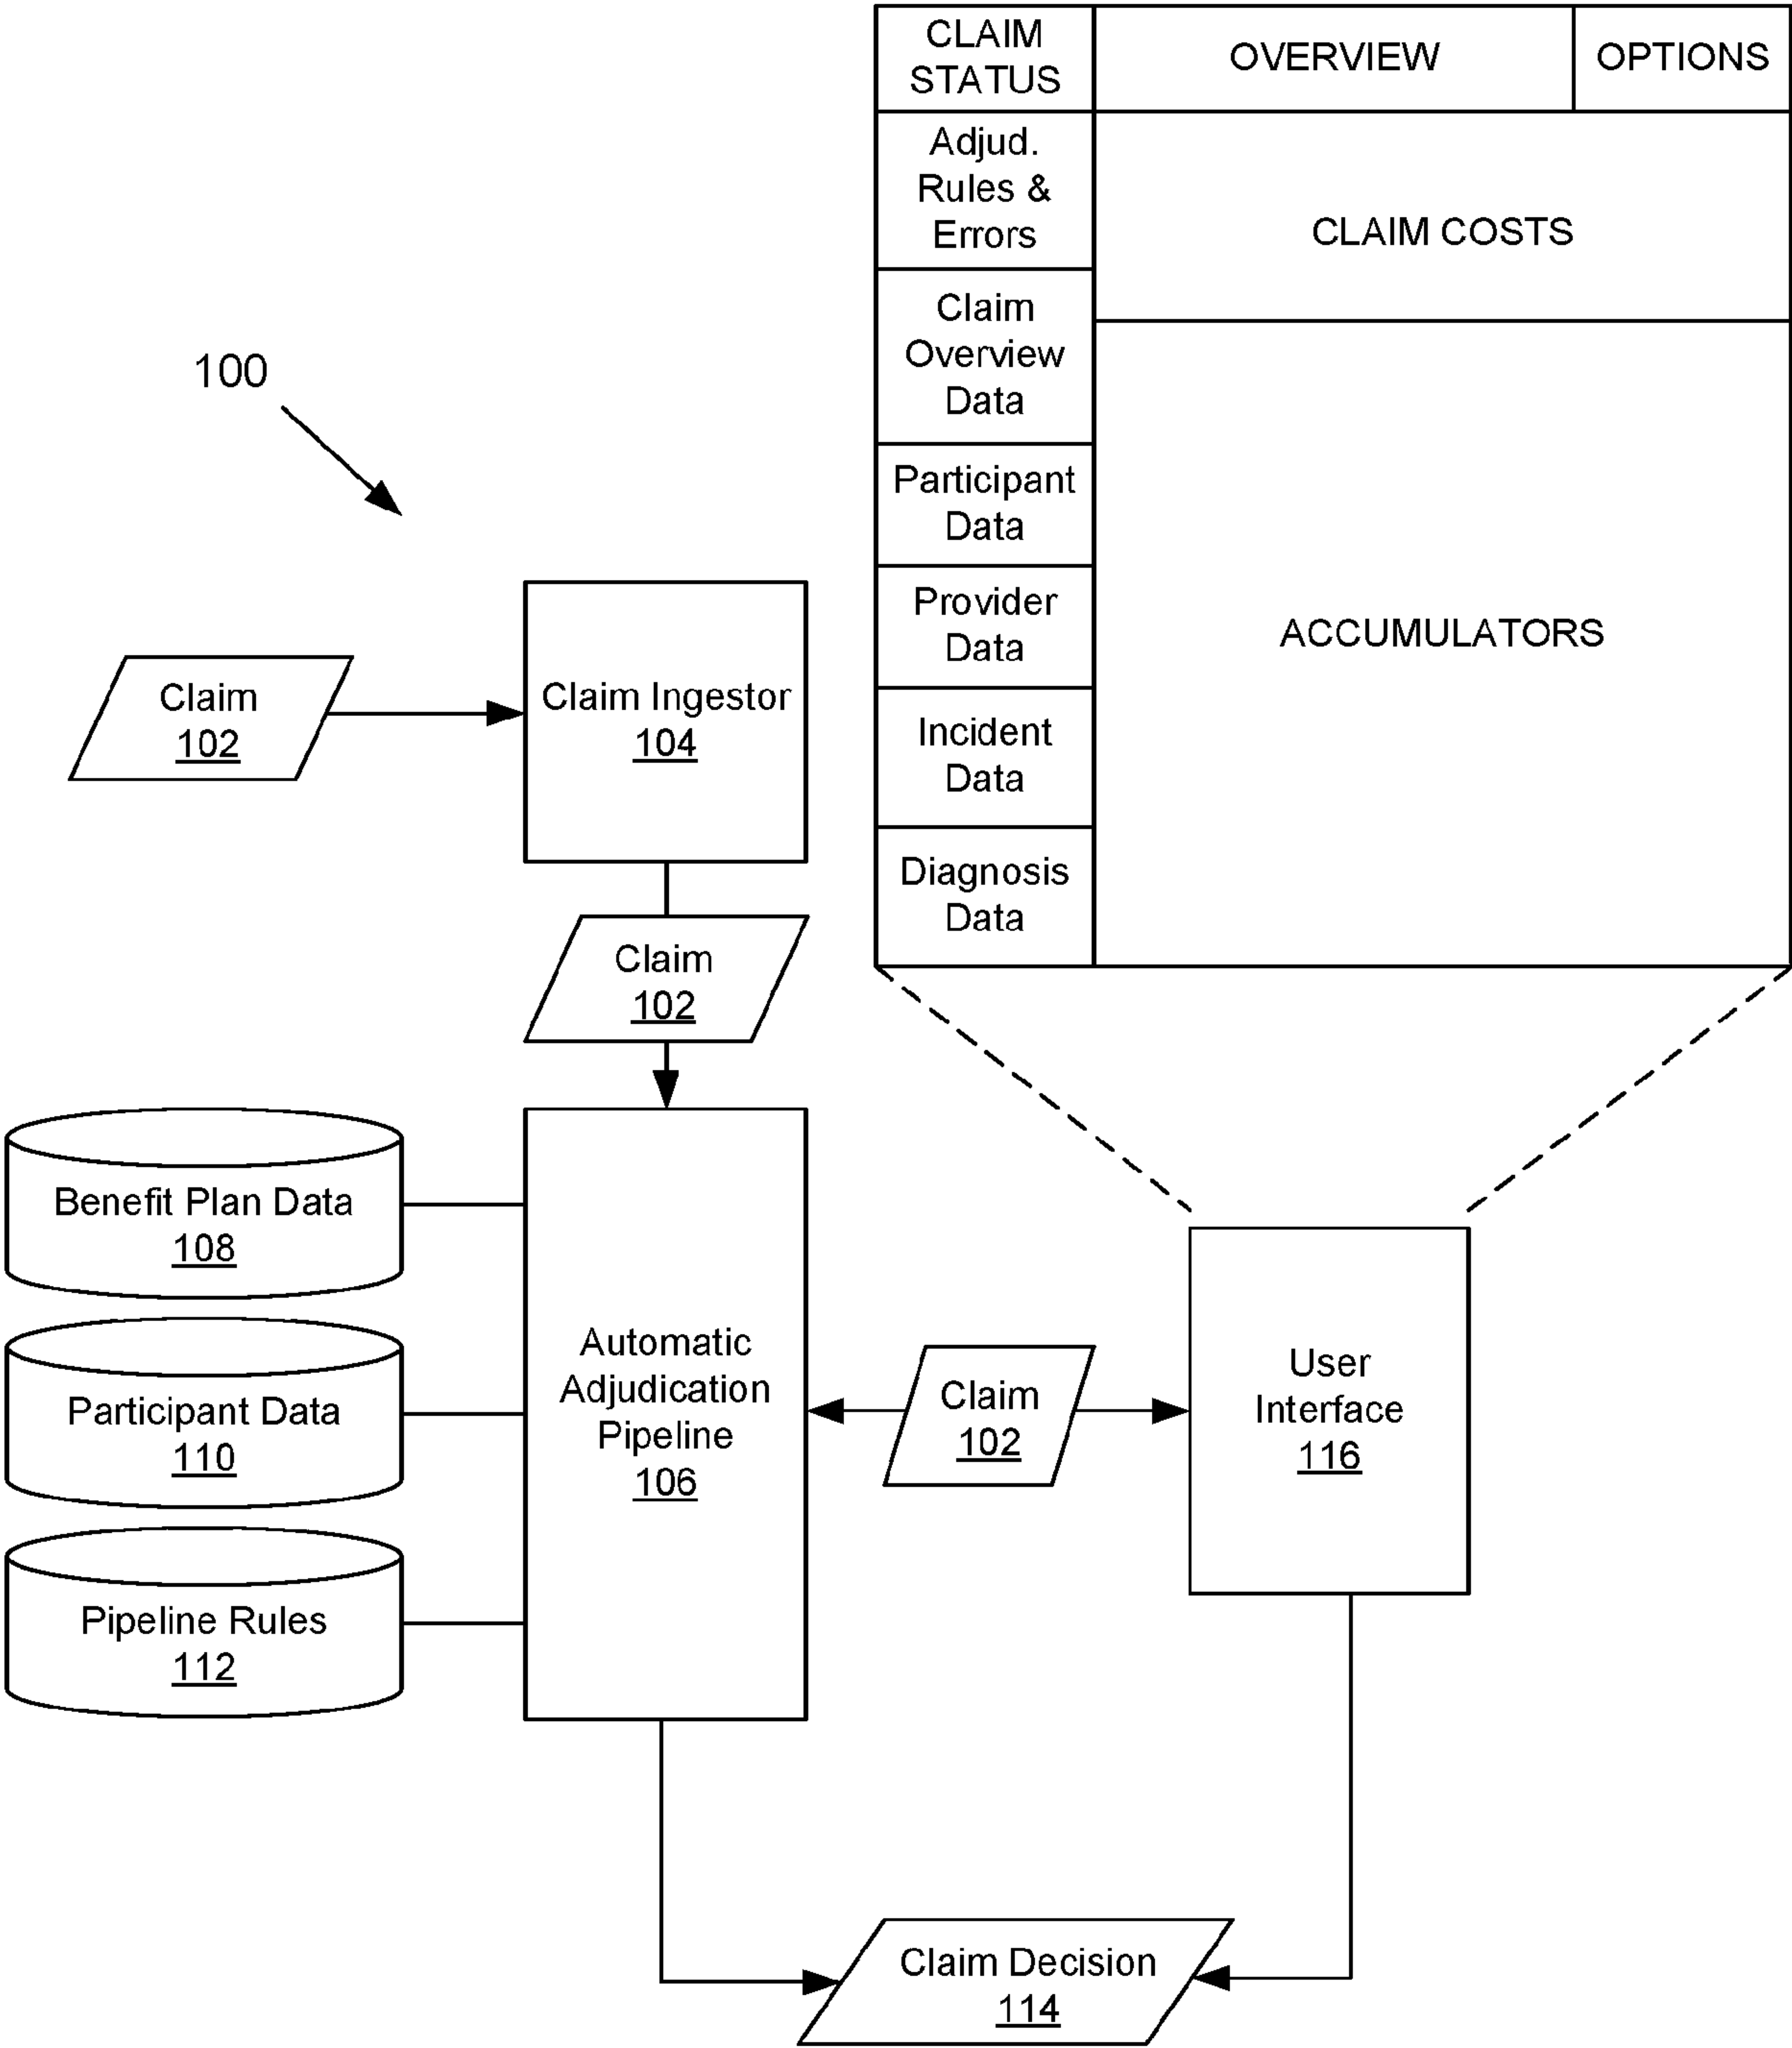 CLAIM
STATUS
OVERVIEW
OPTIONS
Adjud.
Rules &
Errors
CLAIM COSTS
Claim
Overview
Data
Participant
Data
Provider
Data
ACCUMULATORS
Incident
Data
Diagnosis
Data
100
Claim
102
Claim Ingestor
104
Claim
102
Benefit Plan Data
108
Participant Data
110
Pipeline Rules
112
Automatic
Adjudication
Pipeline
106
Claim
102
User
Interface
116
Claim Decision
114